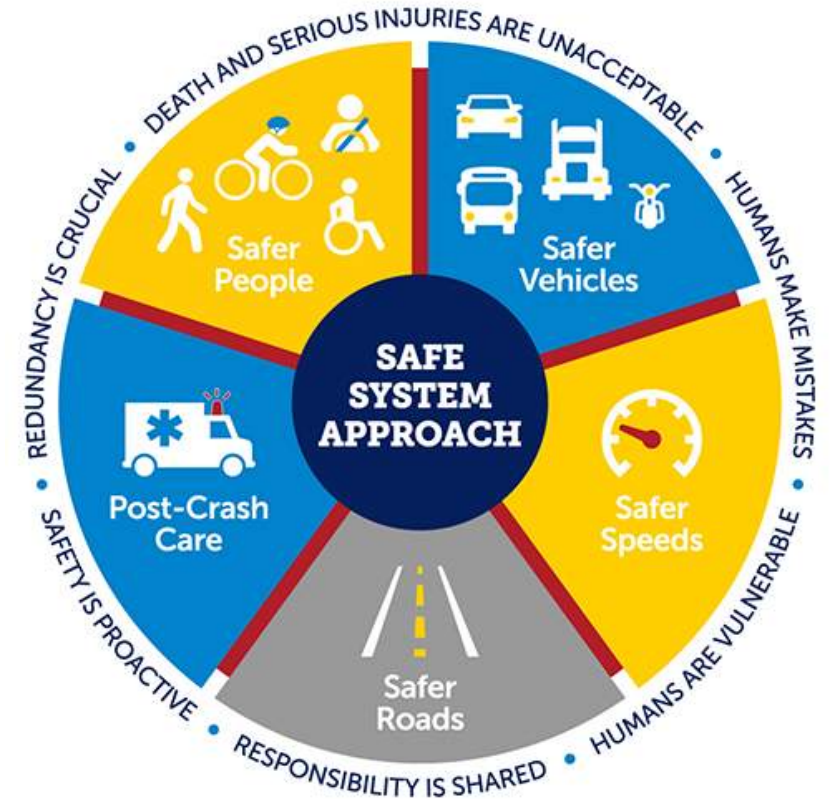 DEATH AND SERIOUS INJURIES ARE UNACCEPTABLE
HUMANS MAKE MISTAKES
HUMANS ARE VULNERABLE
RESPONSIBILITY IS SHARED
SAFETY IS PROACTIVE
REDUNDANCY IS CRUCIAL
Safer
People
Safer
Vehicles
SAFE
SYSTEM
APPROACH
Post-Crash
Care
Safer
Speeds
Safer
Roads